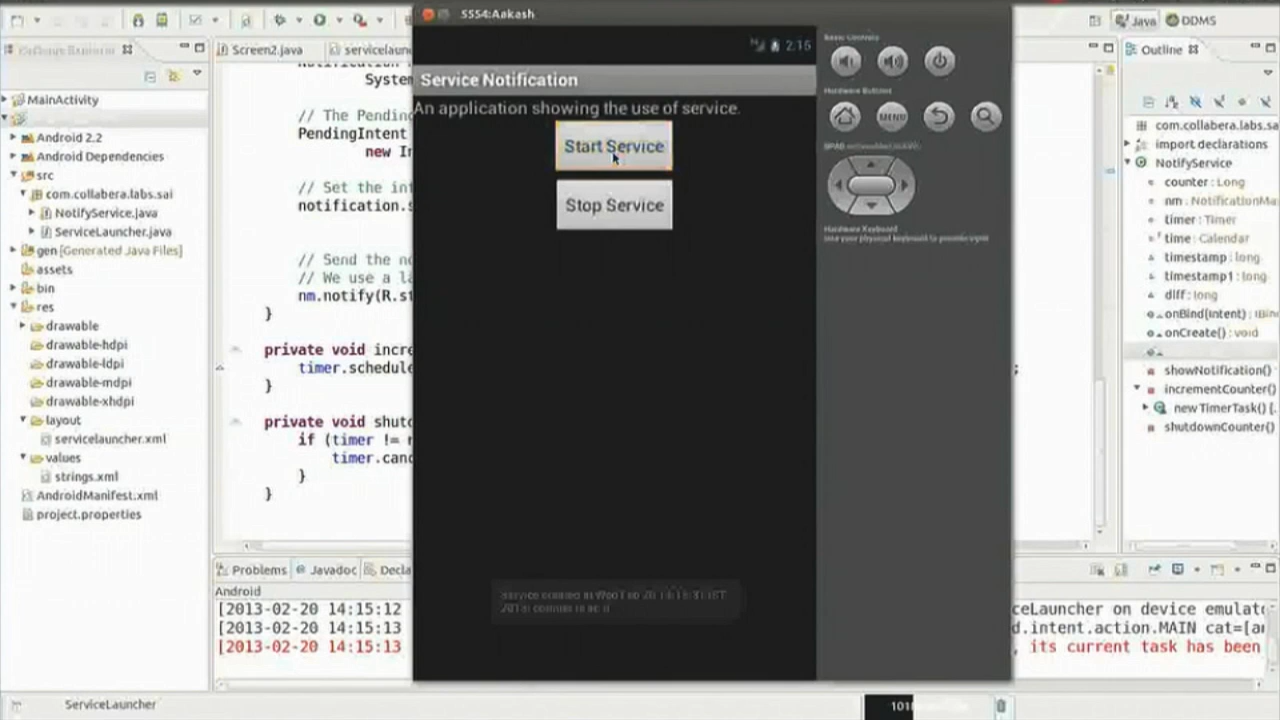 5554:Aakash
Java
DDMS
Screen2.java
servicelaun
Outline
2:15
Service Notification
An application showing the use of service.
Start Service
Stop Service
MENU
MainActivity
Android 2.2
Android Dependencies
src
com.collabera.labs.sai
NotifyService.java
ServiceLauncher.java
gen [Generated Java Files]
assets
bin
res
drawable
drawable-hdpi
drawable-ldpi
drawable-mdpi
drawable-xhdpi
layout
servicelauncher.xml
values
strings.xml
AndroidManifest.xml
project.properties
System
// The Pending
PendingIntent
new In
// Set the int
notification.s
// Send the no
// We use a la
nm.notify(R.st
}
private void incre
timer.schedule
}
private void shutd
if (timer != n
timer.canc
}
}
com.collabera.labs.sa
import declarations
NotifyService
counter : Long
nm : NotificationMa
timer : Timer
time : Calendar
timestamp : long
timestamp1 : long
diff : long
onBind(Intent) : IBin
onCreate() : void
showNotification()
incrementCounter()
new TimerTask() {.
shutdownCounter()
Problems
Javadoc
Decla
Android
[2013-02-20 14:15:12
[2013-02-20 14:15:13
[2013-02-20 14:15:13
ceLauncher on device emulato
d.intent.action.MAIN cat=[an
, its current task has been
ServiceLauncher